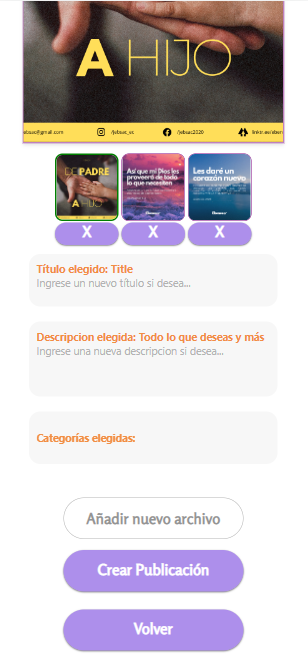 A HIJO
/jebusc2020
DE PADRE
A HIJO
Así que mi Dios les
proveerá de todo
lo que necesiten
Les daré un
corazón nuevo
X
X
X
Título elegido: Title
Ingrese un nuevo título si desea...
Descripcion elegida: Todo lo que deseas y más
Ingrese una nueva descripcion si desea...
Categorías elegidas:
Añadir nuevo archivo
Crear Publicación
Volver